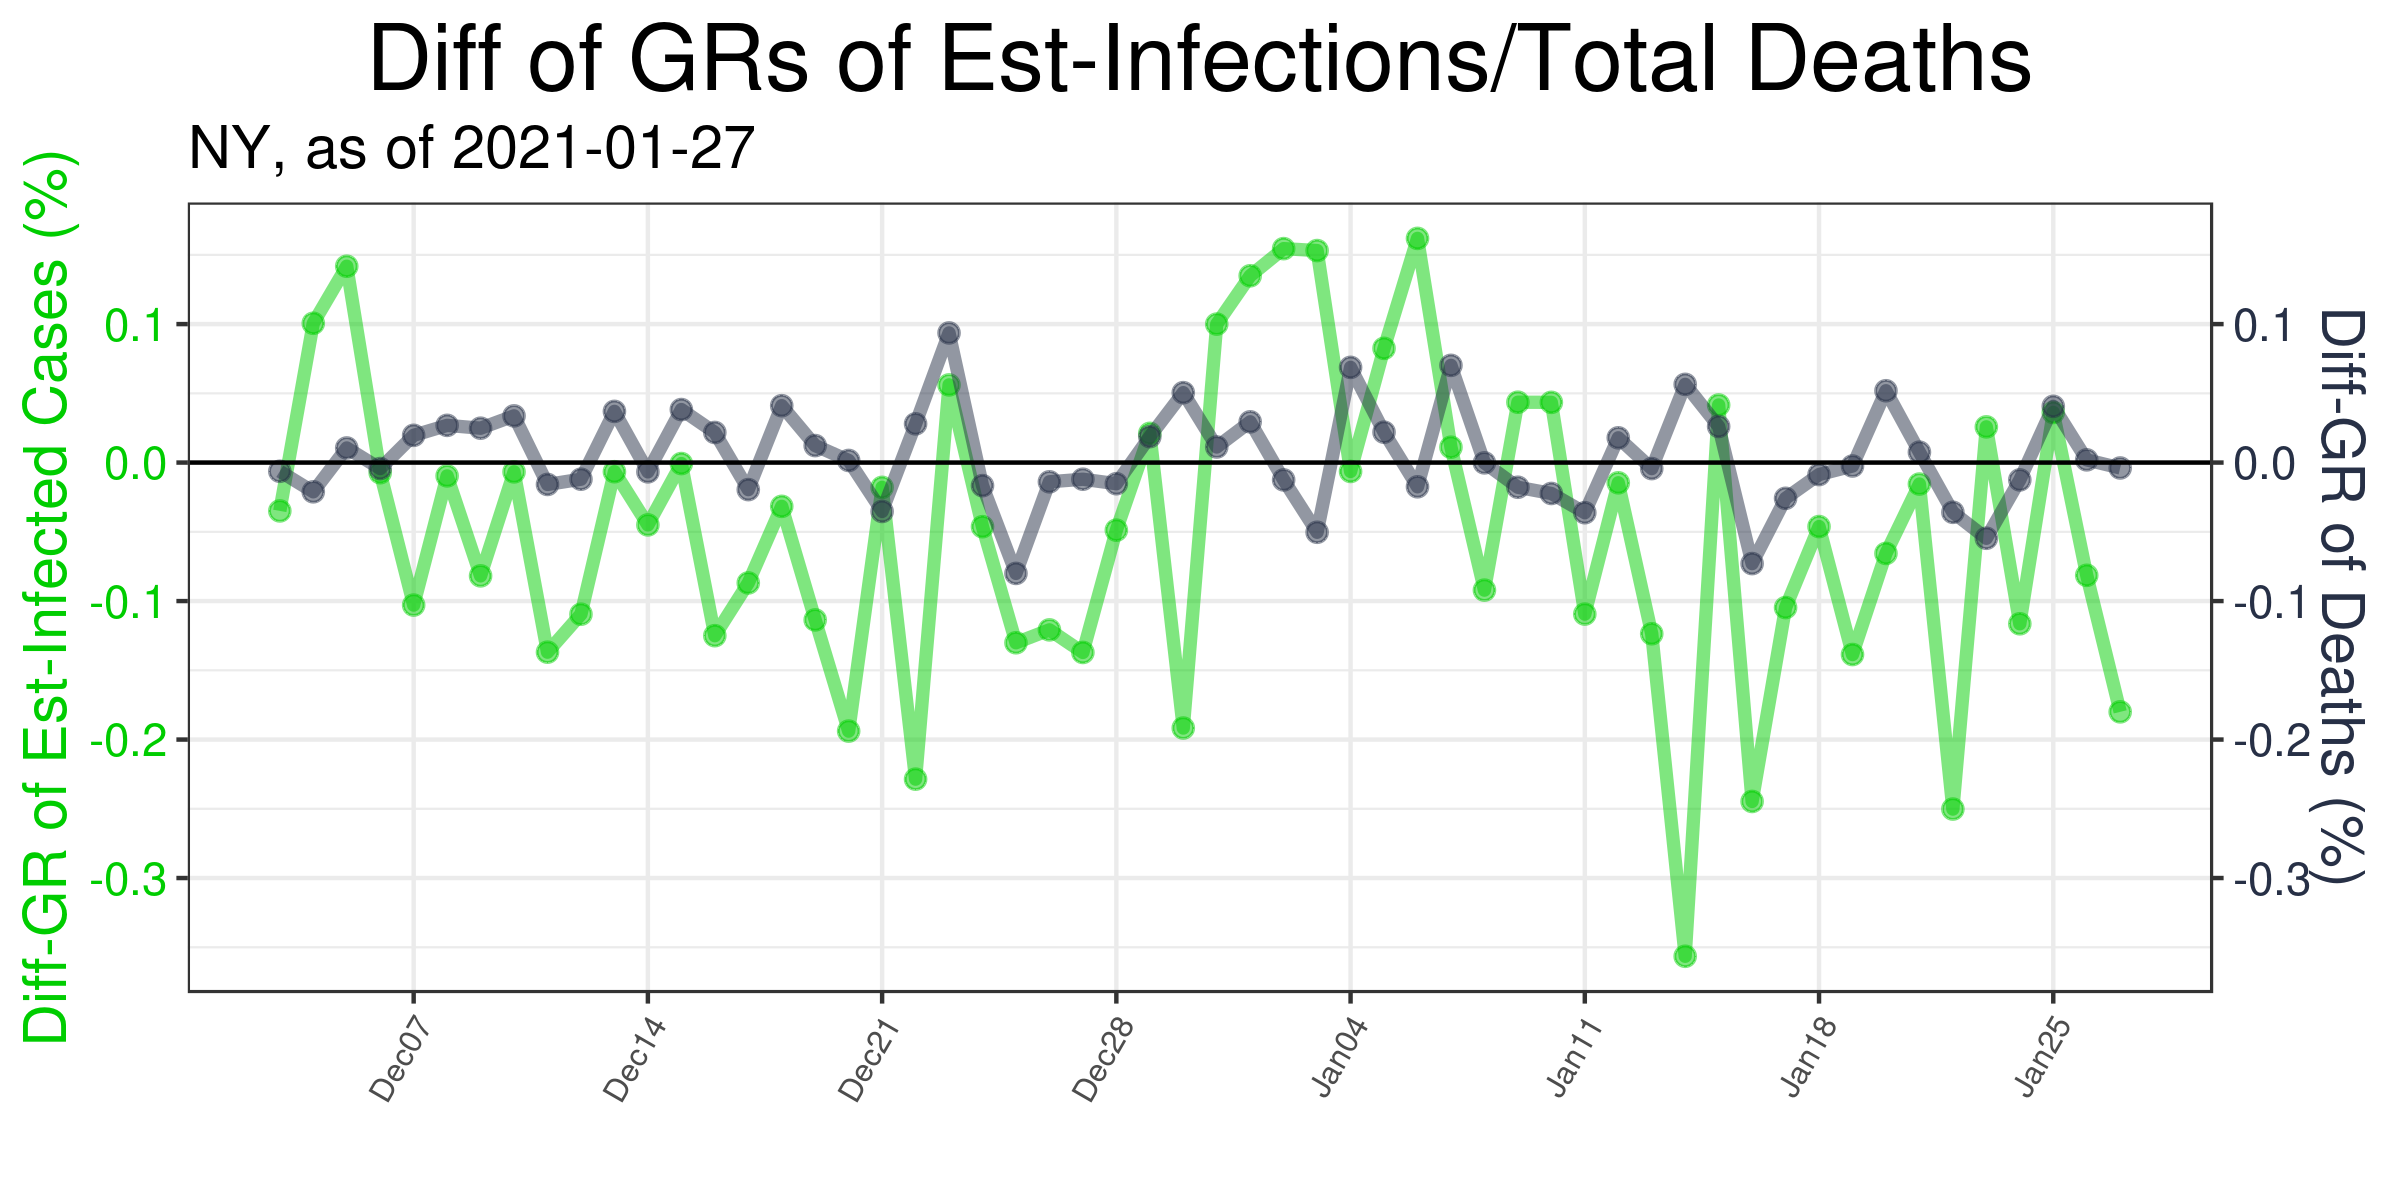 Diff of GRs of Est-Infections/Total Deaths
NY, as of 2021-01-27
Diff-GR of Est-Infected Cases (%)
0.1
0.0
-0.1
-0.2
-0.3
0.1
0.0
-0.1
-0.2
-0.3
Diff-GR of Deaths (%)
Dec07
Dec14
Dec21
Dec28
Jan04
Jan11
Jan18
Jan25